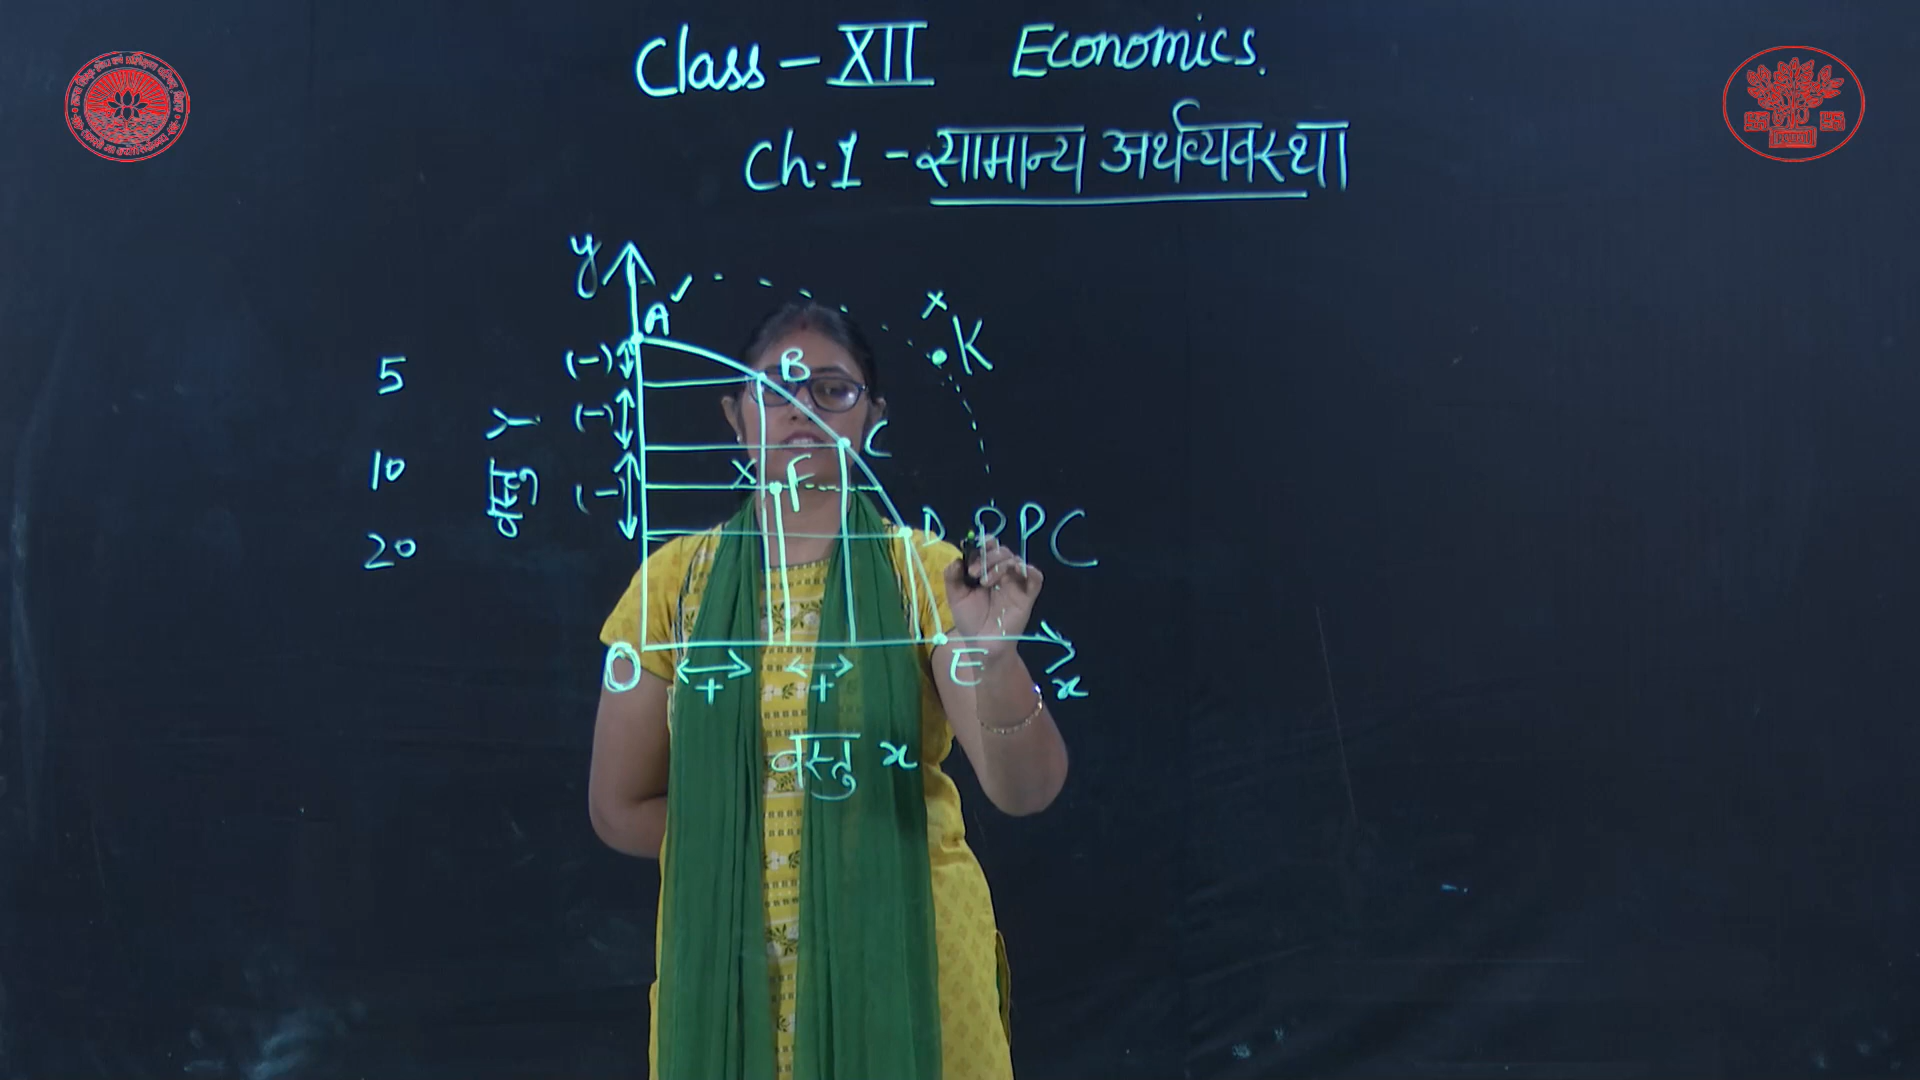 Class - XII Economics.
Ch.1 - सामान्य अर्थव्यवस्था
y
A ✓
x
K
(-)
B
5
(-)
C
वस्तु Y
10
x F
(-)
D
PPC
20
O
+
+
E
x
वस्तु x